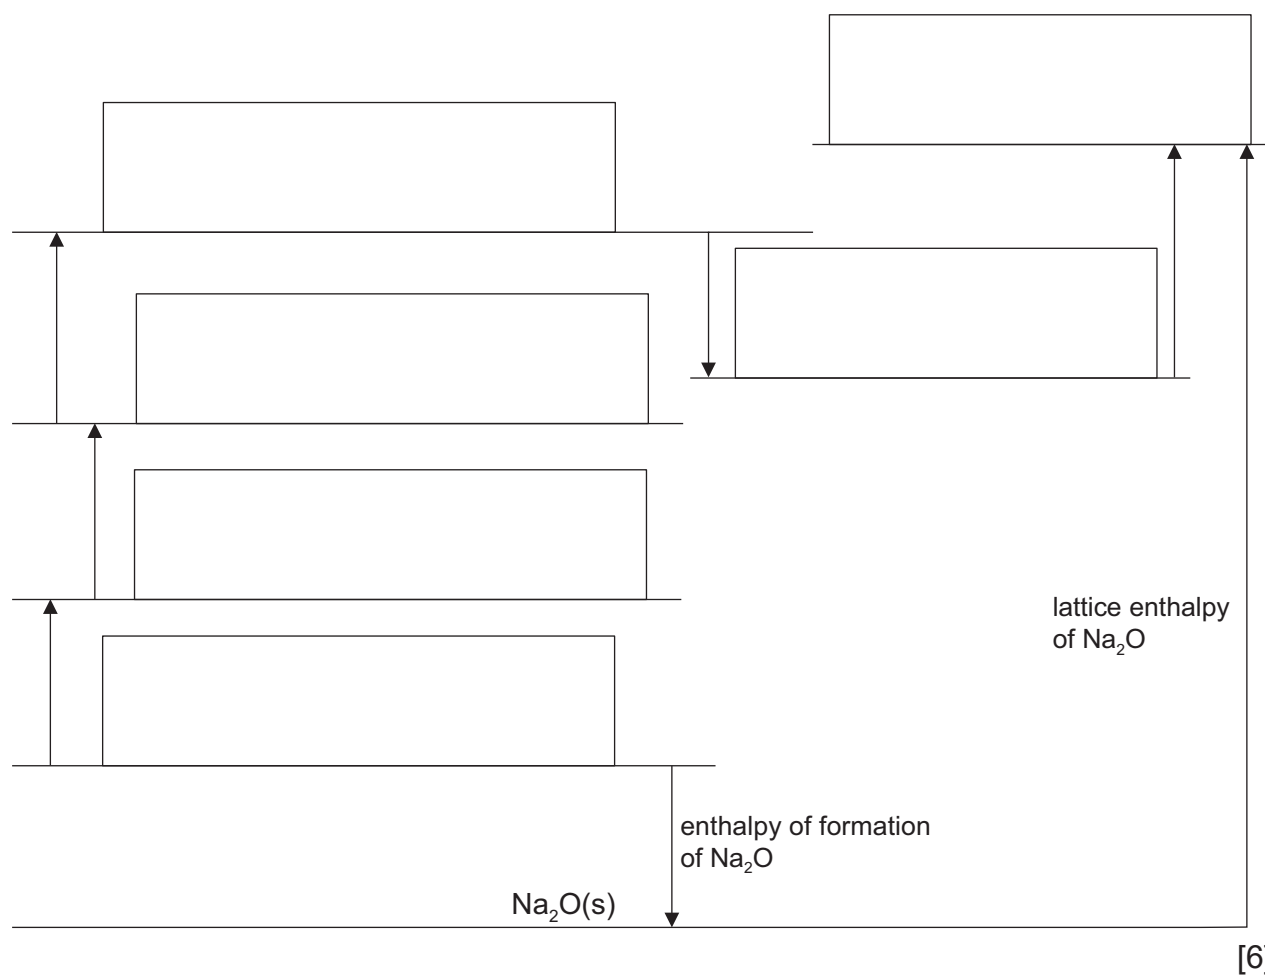 lattice enthalpy
of Na₂O
enthalpy of formation
of Na₂O
Na₂O(s)
[6]